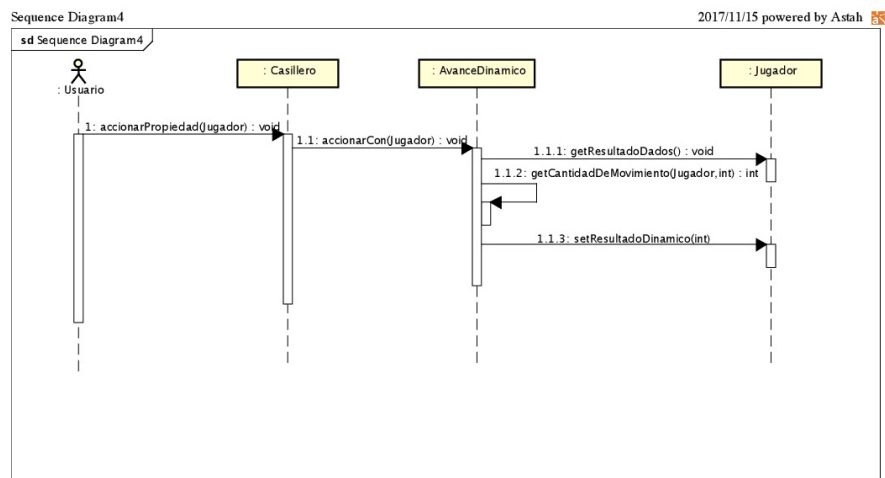 Sequence Diagram4
2017/11/15 powered by Astah
sd Sequence Diagram4
: Usuario
: Casillero
: AvanceDinamico
: Jugador
1: accionarPropiedad(Jugador) : void
1.1: accionarCon(Jugador) : void
1.1.1: getResultadoDados() : void
1.1.2: getCantidadDeMovimiento(Jugador,int) : int
1.1.3: setResultadoDinamico(int)